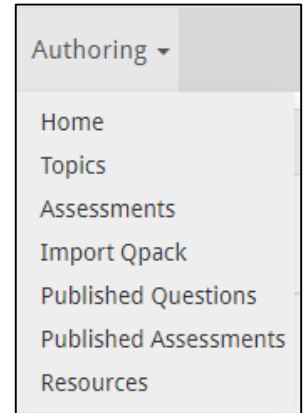 Authoring
Home
Topics
Assessments
Import Qpack
Published Questions
Published Assessments
Resources